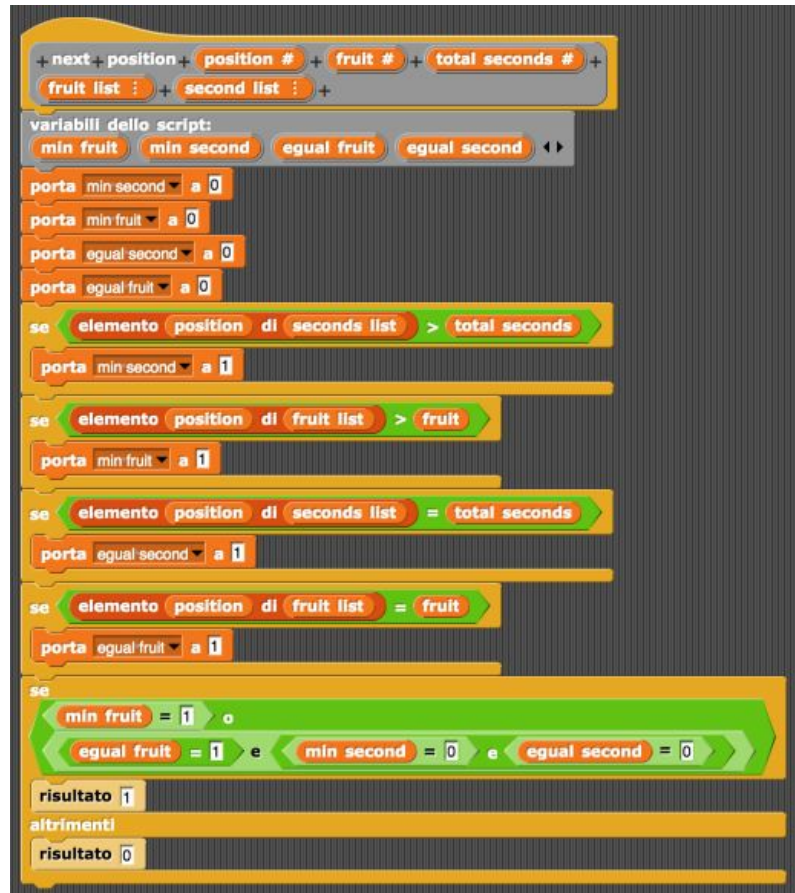 + next + position + position # + fruit # + total seconds # +
fruit list ⋮ + second list ⋮ +
variabili dello script:
min fruit min second egual fruit egual second
porta min second a 0
porta min fruit a 0
porta egual second a 0
porta egual fruit a 0
se elemento position di seconds list > total seconds
porta min second a 1
se elemento position di fruit list > fruit
porta min fruit a 1
se elemento position di seconds list = total seconds
porta egual second a 1
se elemento position di fruit list = fruit
porta egual fruit a 1
se
min fruit = 1 o
egual fruit = 1 e min second = 0 e egual second = 0
risultato 1
altrimenti
risultato 0